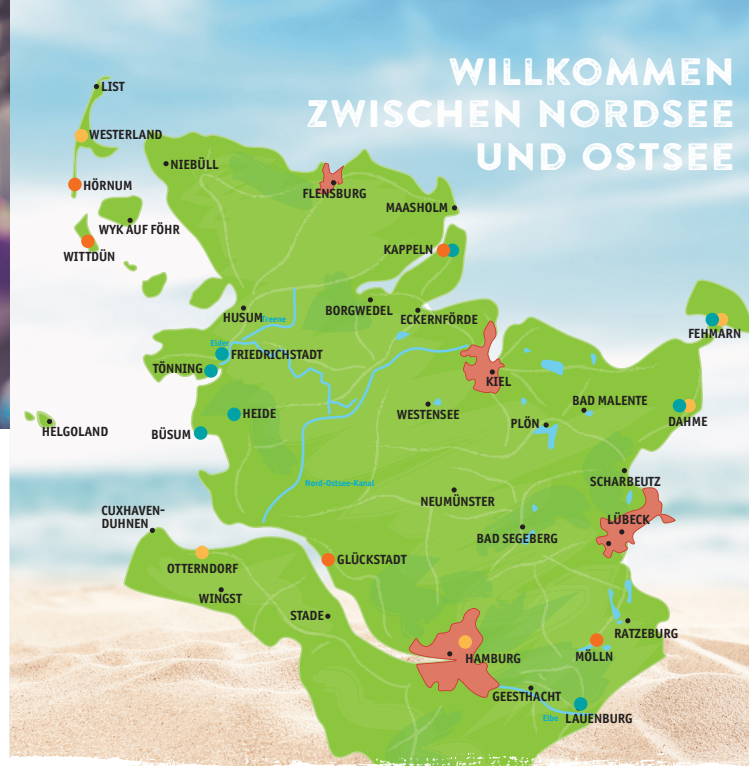 WILLKOMMEN
ZWISCHEN NORDSEE
UND OSTSEE
LIST
WESTERLAND
NIEBÜLL
HÖRNUM
FLENSBURG
MAASHOLM
WYK AUF FÖHR
KAPPELN
WITTDÜN
HUSUM
Treene
BORGWEDEL
ECKERNFÖRDE
FEHMARN
Eider
FRIEDRICHSTADT
TÖNNING
KIEL
HEIDE
WESTENSEE
BAD MALENTE
PLÖN
DAHME
HELGOLAND
BÜSUM
Nord-Ostsee-Kanal
SCHARBEUTZ
NEUMÜNSTER
CUXHAVEN-
DUHNEN
LÜBECK
BAD SEGEBERG
GLÜCKSTADT
OTTERNDORF
WINGST
STADE
RATZEBURG
HAMBURG
MÖLLN
GEESTHACHT
Elbe
LAUENBURG